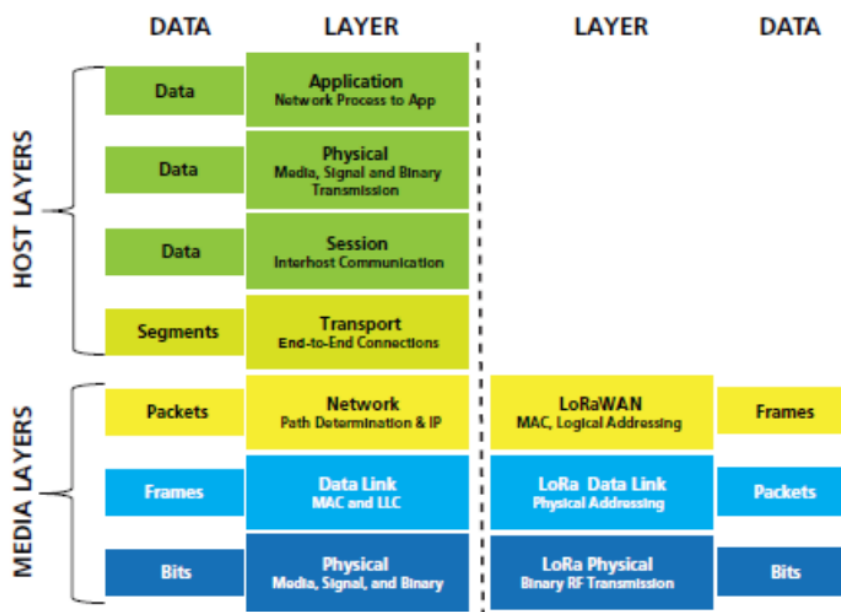 DATA LAYER LAYER DATA
HOST LAYERS
Data
Application
Network Process to App
Data
Physical
Media, Signal and Binary
Transmission
Data
Session
Interhost Communication
Segments
Transport
End-to-End Connections
MEDIA LAYERS
Packets
Network
Path Determination & IP
LoRaWAN
MAC, Logical Addressing
Frames
Frames
Data Link
MAC and LLC
LoRa Data Link
Physical Addressing
Packets
Bits
Physical
Media, Signal, and Binary
LoRa Physical
Binary RF Transmission
Bits